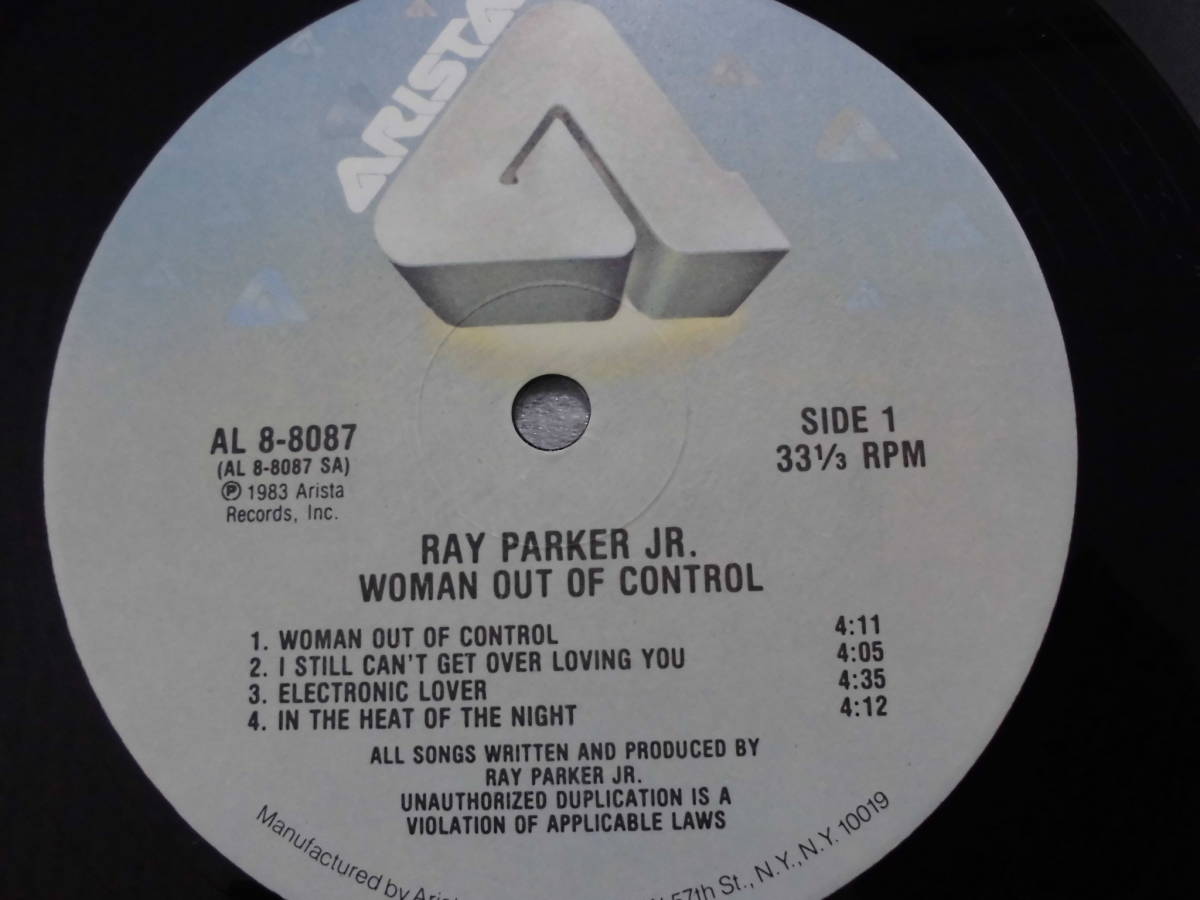 ARISTA
AL 8-8087
(AL 8-8087 SA)
Ⓟ 1983 Arista
Records, Inc.
SIDE 1
33⅓ RPM
RAY PARKER JR.
WOMAN OUT OF CONTROL
1. WOMAN OUT OF CONTROL 4:11
2. I STILL CAN'T GET OVER LOVING YOU 4:05
3. ELECTRONIC LOVER 4:35
4. IN THE HEAT OF THE NIGHT 4:12
ALL SONGS WRITTEN AND PRODUCED BY
RAY PARKER JR.
UNAUTHORIZED DUPLICATION IS A
VIOLATION OF APPLICABLE LAWS
Manufactured by 57th St., N.Y., N.Y. 10019